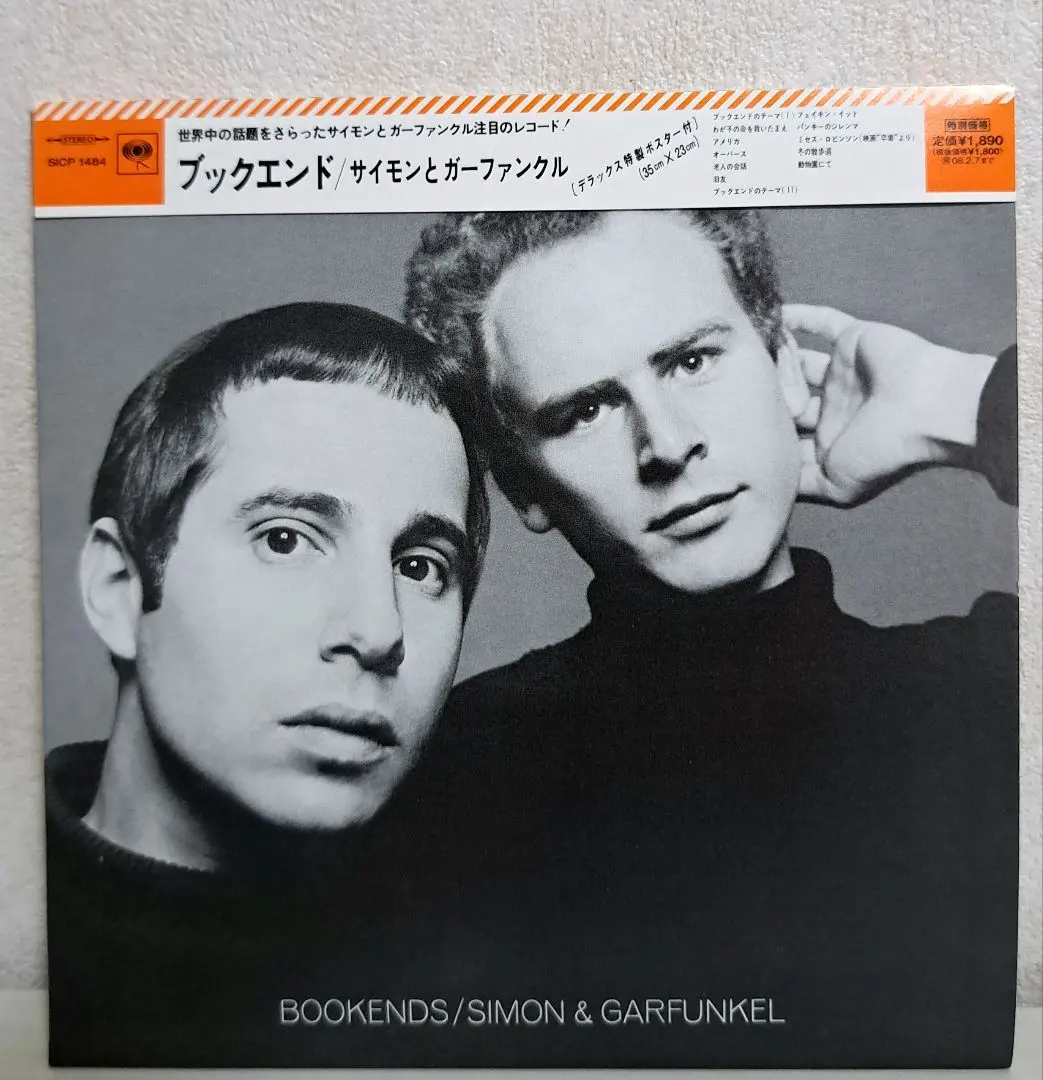 STEREO
SICP 1484
世界中の話題をさらったサイモンとガーファンクル注目のレコード!
ブックエンド/サイモンとガーファンクル
〔デラックス特製ポスター付〕
(35cm×23cm)
ブックエンドのテーマ(I)
わが子の命を救いたまえ
アメリカ
オーバース
老人の会話
旧友
ブックエンドのテーマ(II)
フェイキン・イット
パンキーのジレンマ
ミセス・ロビンソン(映画“卒業”より)
冬の散歩道
動物園にて
特別価格
定価¥1,890
(税抜価格¥1,800)
08.2.7まで
BOOKENDS/SIMON & GARFUNKEL